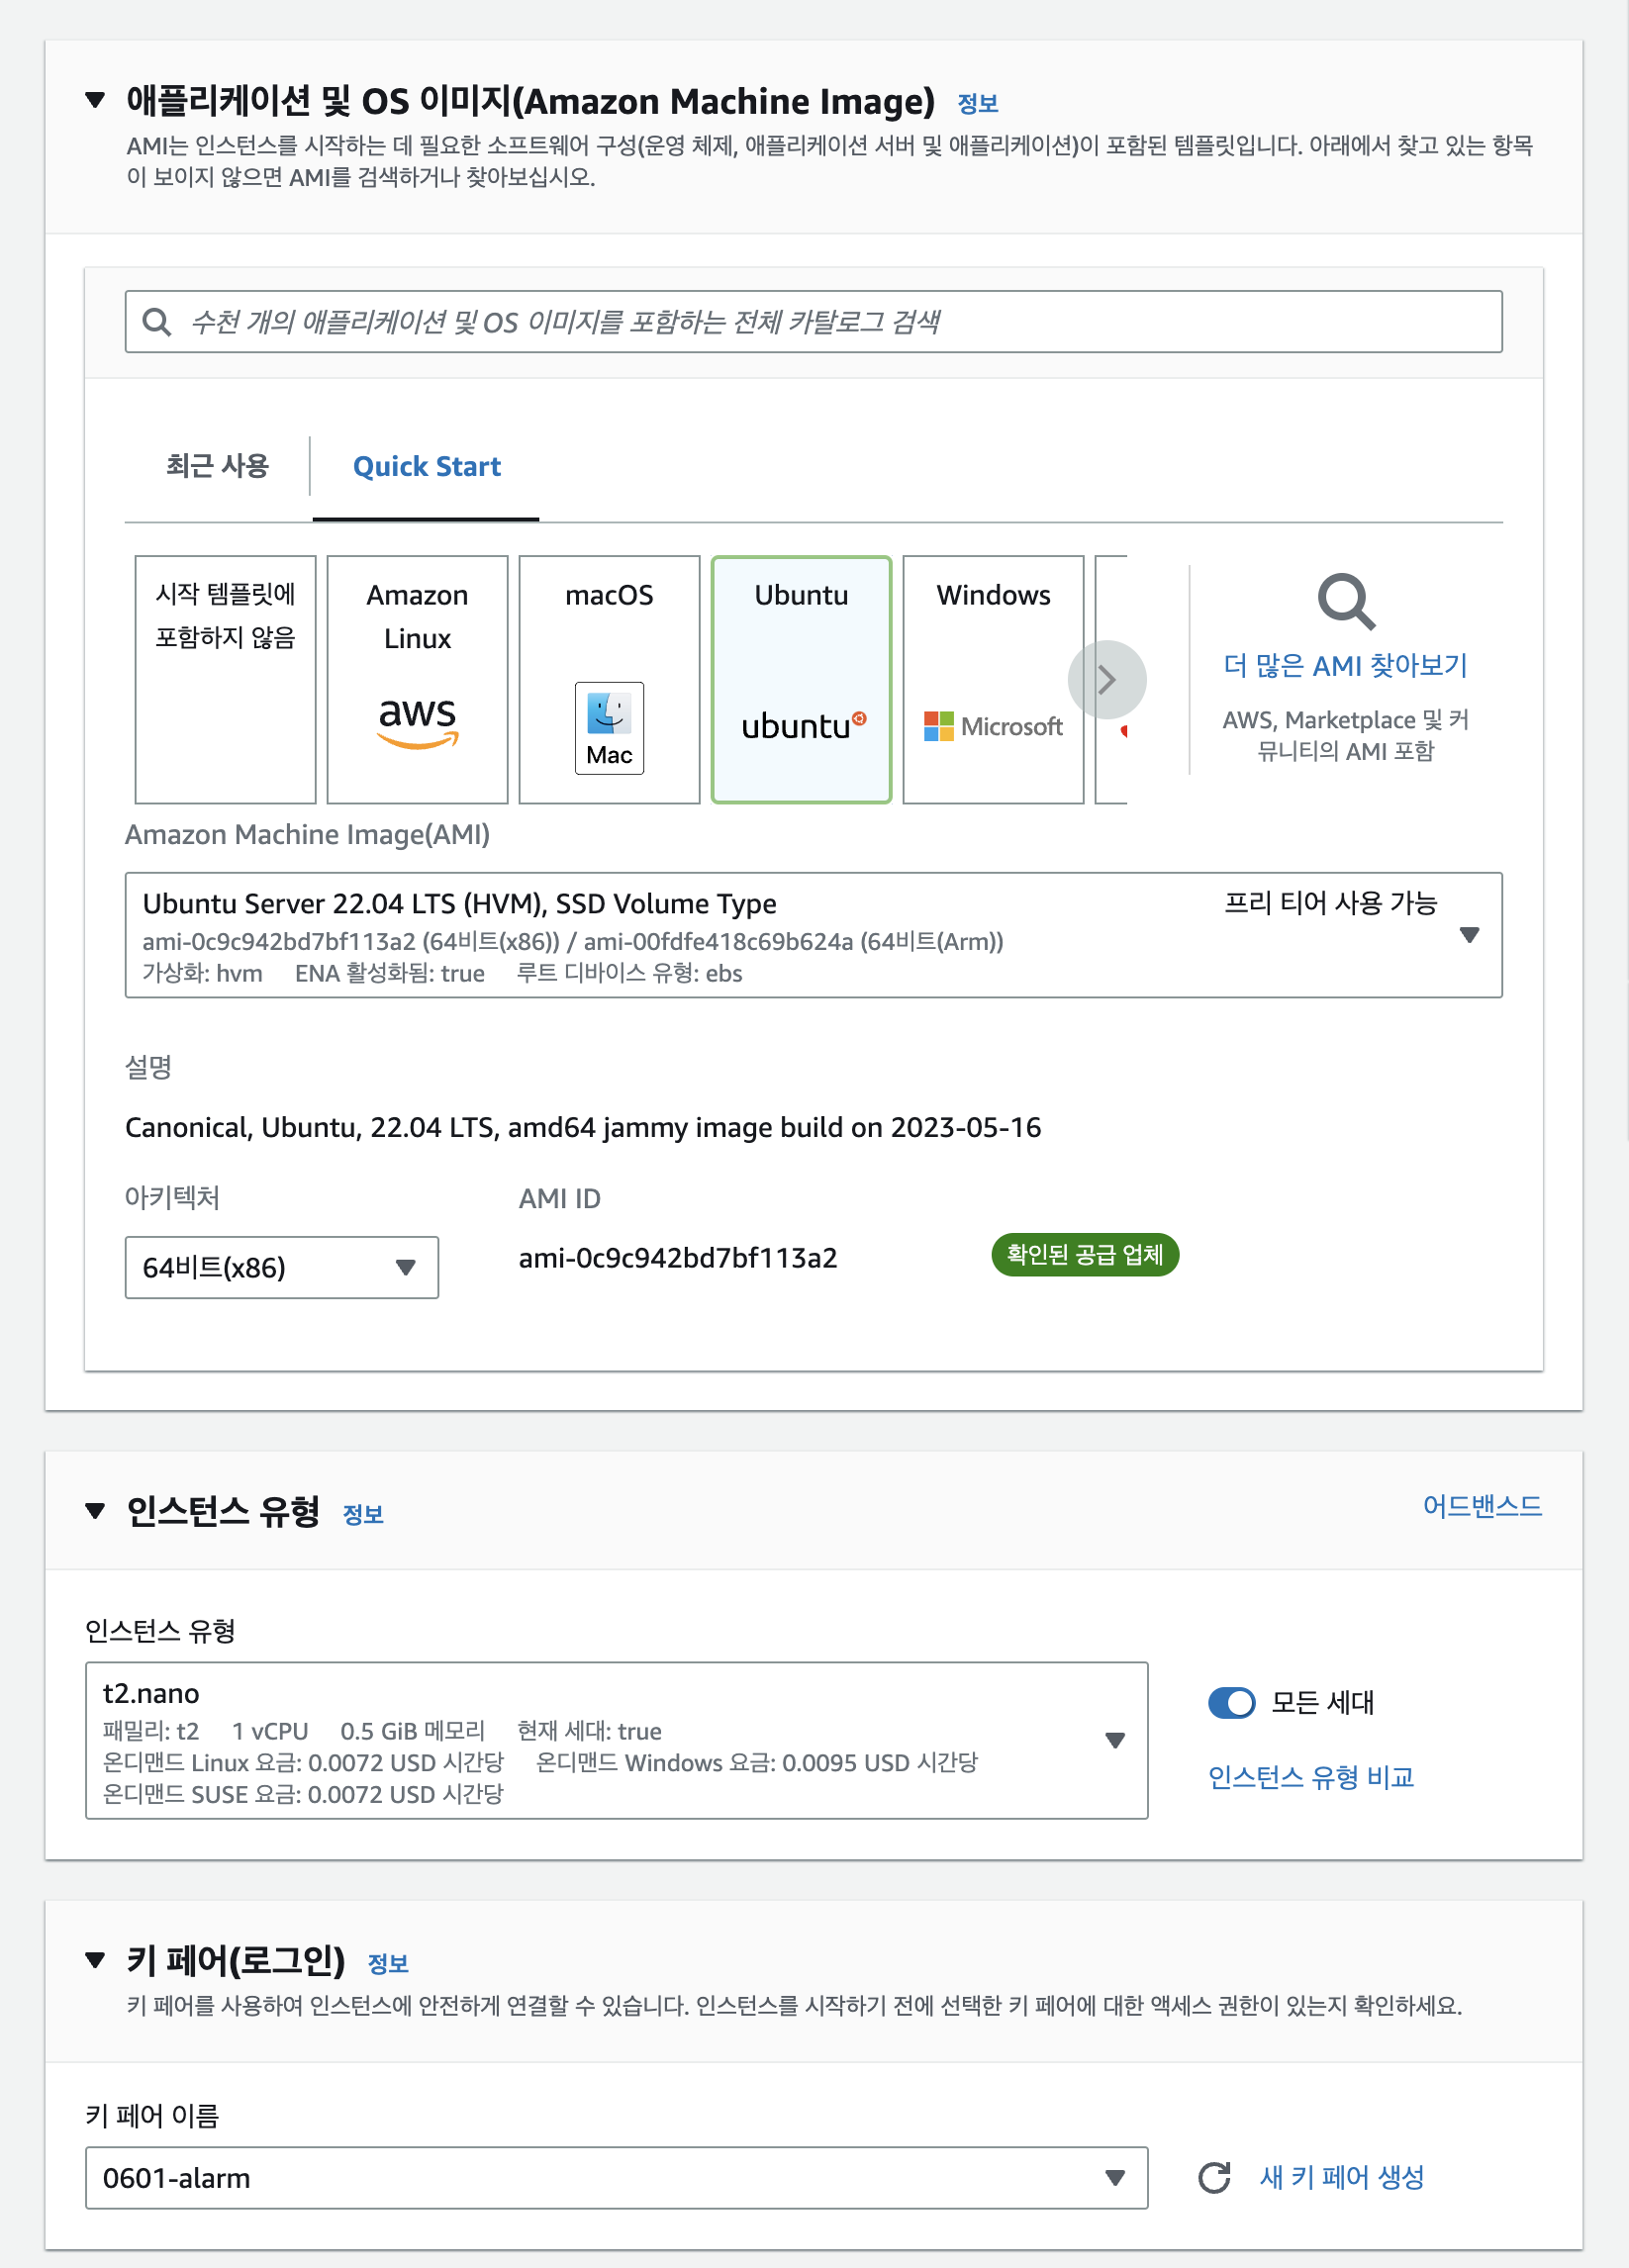 애플리케이션 및 OS 이미지(Amazon Machine Image) 정보
AMI는 인스턴스를 시작하는 데 필요한 소프트웨어 구성(운영 체제, 애플리케이션 서버 및 애플리케이션)이 포함된 템플릿입니다. 아래에서 찾고 있는 항목
이 보이지 않으면 AMI를 검색하거나 찾아보십시오.
수천 개의 애플리케이션 및 OS 이미지를 포함하는 전체 카탈로그 검색
최근 사용
Quick Start
시작 템플릿에
포함하지 않음
Amazon
Linux
aws
macOS
Mac
Ubuntu
ubuntu
Windows
Microsoft
더 많은 AMI 찾아보기
AWS, Marketplace 및 커
뮤니티의 AMI 포함
Amazon Machine Image(AMI)
Ubuntu Server 22.04 LTS (HVM), SSD Volume Type 프리 티어 사용 가능
ami-0c9c942bd7bf113a2 (64비트(x86)) / ami-00fdfe418c69b624a (64비트(Arm))
가상화: hvm ENA 활성화됨: true 루트 디바이스 유형: ebs
설명
Canonical, Ubuntu, 22.04 LTS, amd64 jammy image build on 2023-05-16
아키텍처 AMI ID
64비트(x86) ami-0c9c942bd7bf113a2 확인된 공급 업체
인스턴스 유형 정보 어드밴스드
인스턴스 유형
t2.nano
패밀리: t2 1 vCPU 0.5 GiB 메모리 현재 세대: true
온디맨드 Linux 요금: 0.0072 USD 시간당 온디맨드 Windows 요금: 0.0095 USD 시간당
온디맨드 SUSE 요금: 0.0072 USD 시간당
모든 세대
인스턴스 유형 비교
키 페어(로그인) 정보
키 페어를 사용하여 인스턴스에 안전하게 연결할 수 있습니다. 인스턴스를 시작하기 전에 선택한 키 페어에 대한 액세스 권한이 있는지 확인하세요.
키 페어 이름
0601-alarm
새 키 페어 생성